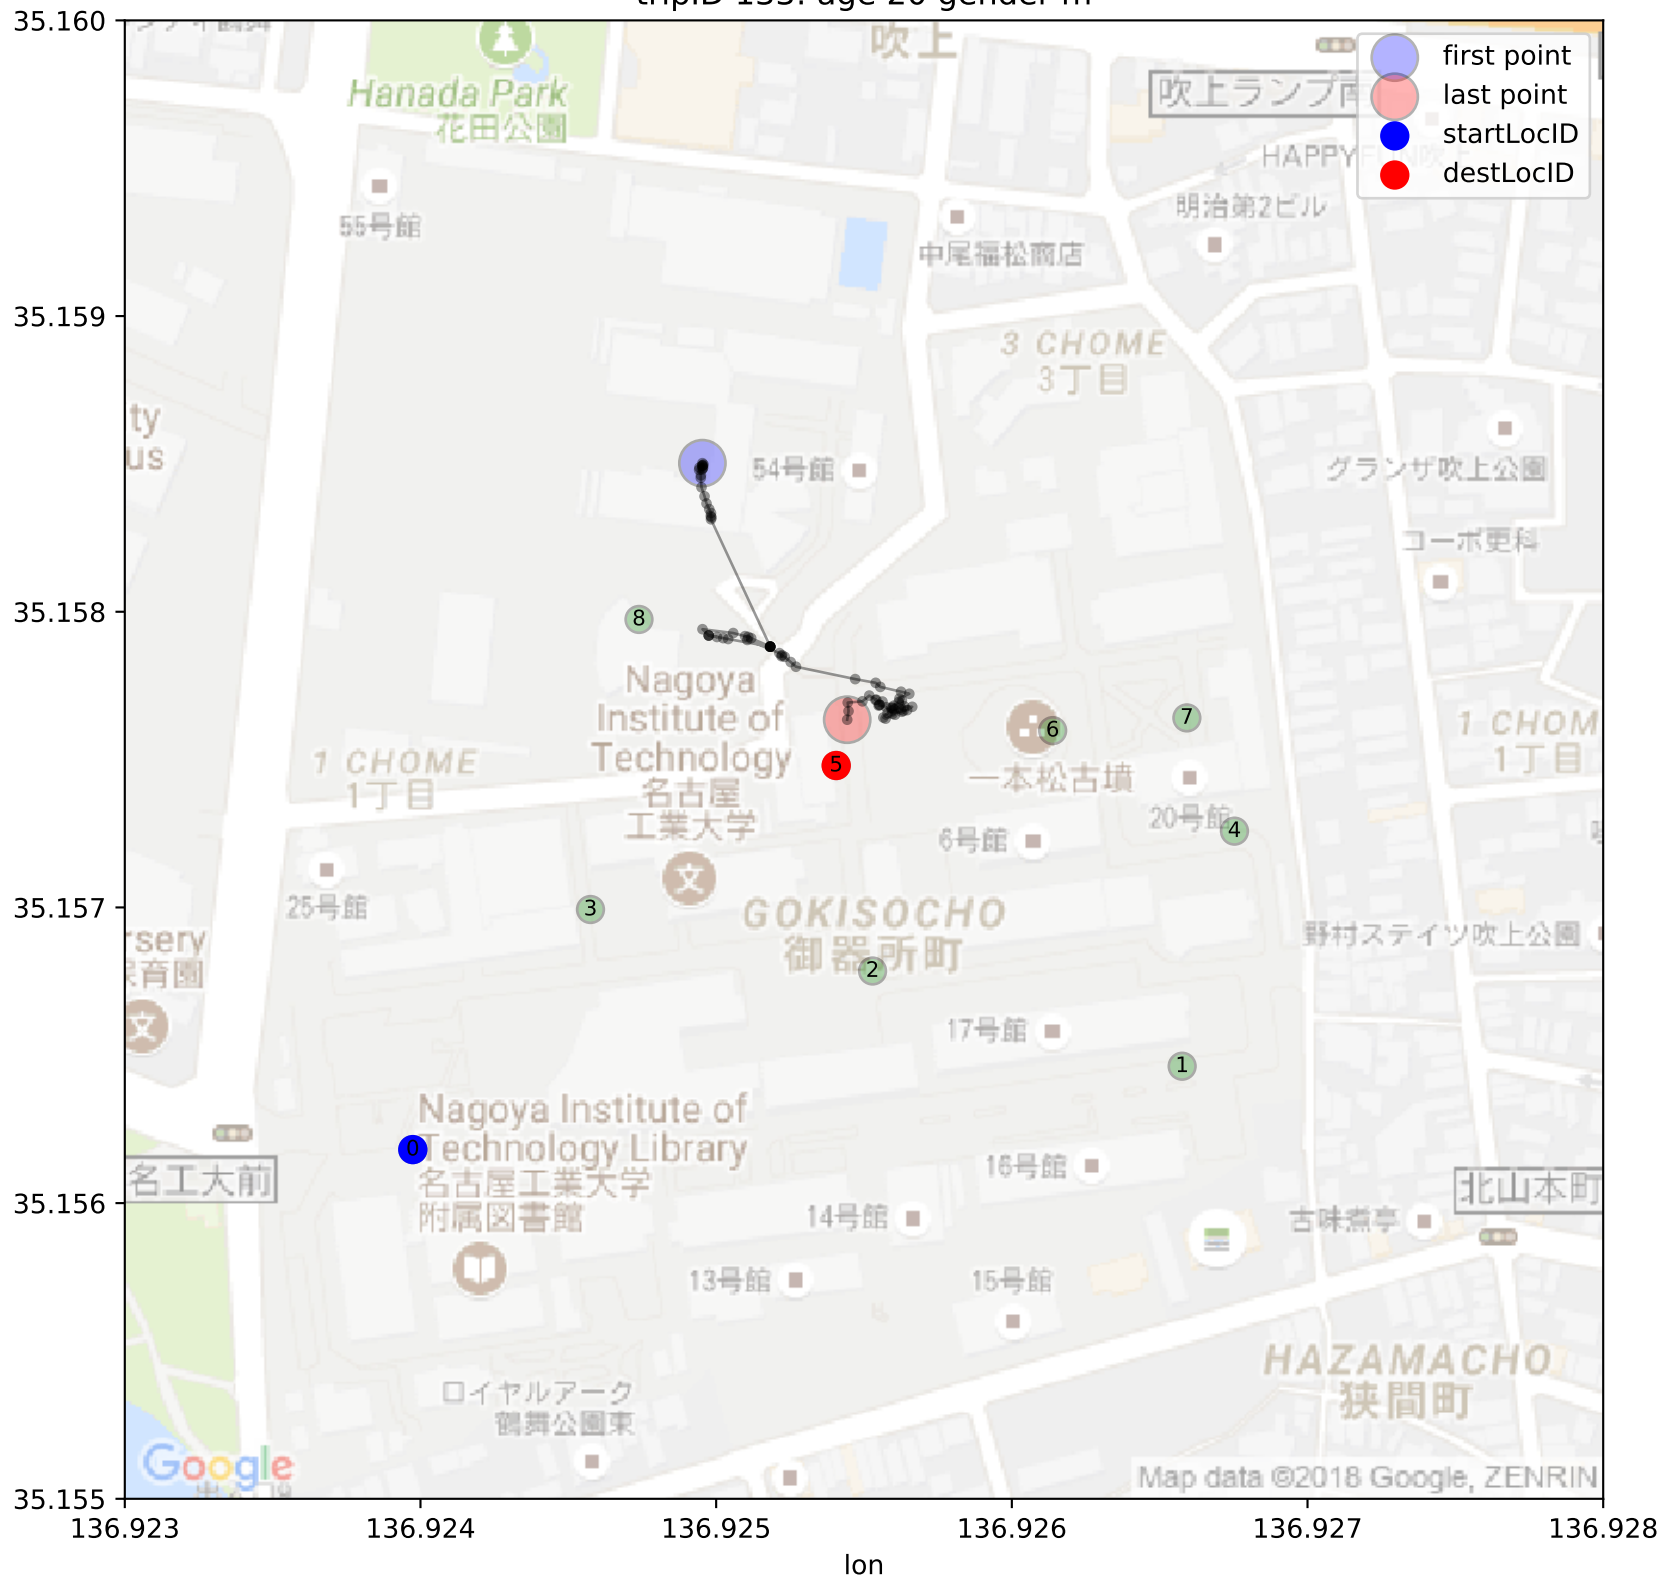 35.160
吹上
first point
last point
startLocID
destLocID
Hanada Park
花田公園
吹上ランプ南
55号館
明治第2ビル
中尾福松商店
35.159
3 CHOME
3丁目
ty
us
54号館
グランザ吹上公園
コーポ更科
35.158
8
Nagoya
Institute of
Technology
名古屋
工業大学
7
6
5
1 CHOME
1丁目
1 CHOM
1丁目
一本松古墳
20号館
4
6号館
25号館
35.157
3
GOKISOCHO
御器所町
2
rsery
保育園
野村ステイツ吹上公園
17号館
1
Nagoya Institute of
Technology Library
名古屋工業大学
附属図書館
0
名工大前
16号館
北山本町
35.156
14号館
古味煮亭
13号館
15号館
HAZAMACHO
狭間町
ロイヤルアーク
鶴舞公園東
Google
Map data ©2018 Google, ZENRIN
35.155
136.923
136.924
136.925
136.926
136.927
136.928
lon